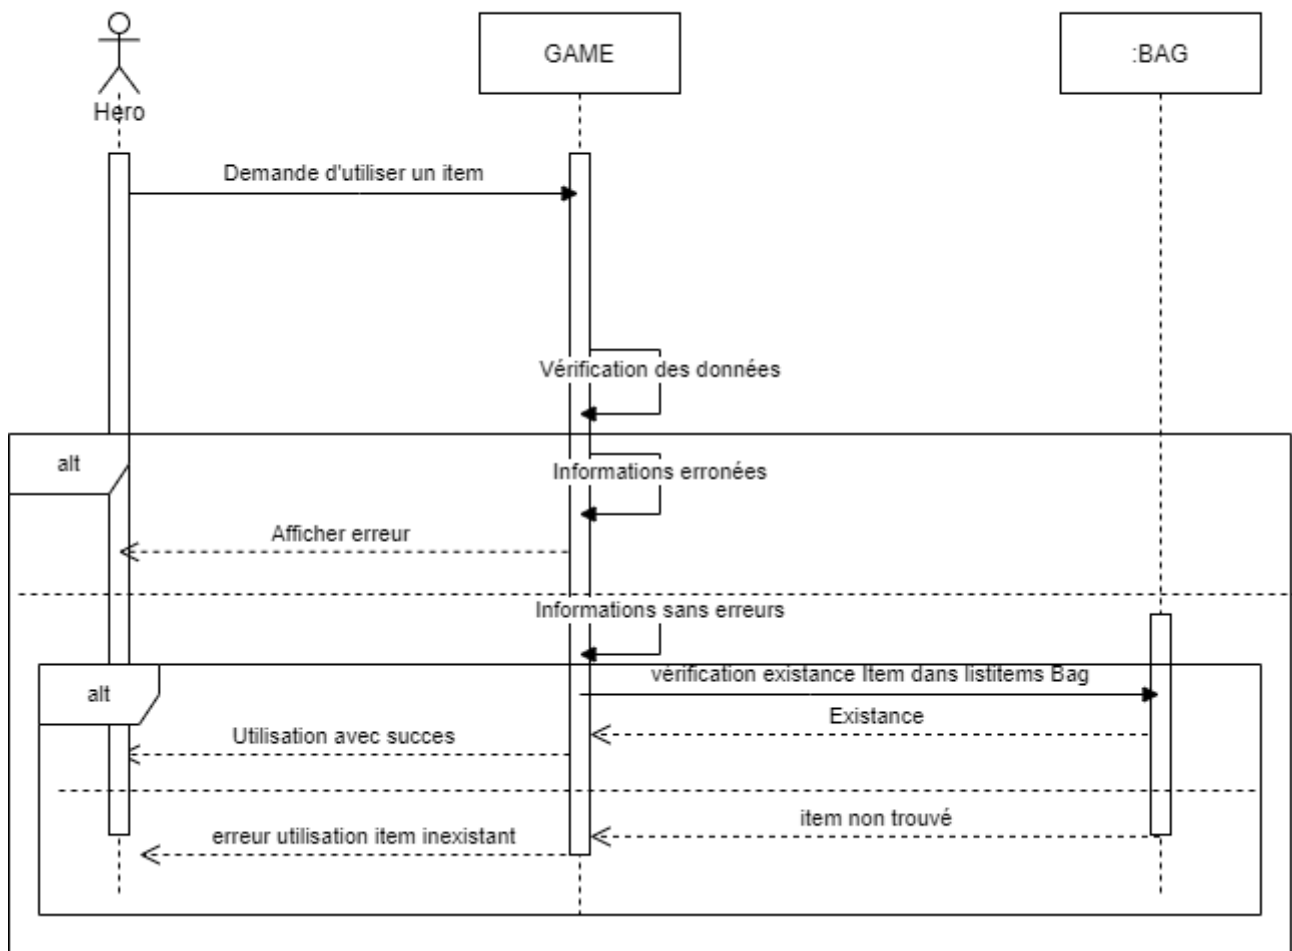 GAME
:BAG
Hero
Demande d'utiliser un item
Vérification des données
alt
Informations erronées
Afficher erreur
Informations sans erreurs
vérification existance Item dans listitems Bag
alt
Existance
Utilisation avec succes
item non trouvé
erreur utilisation item inexistant